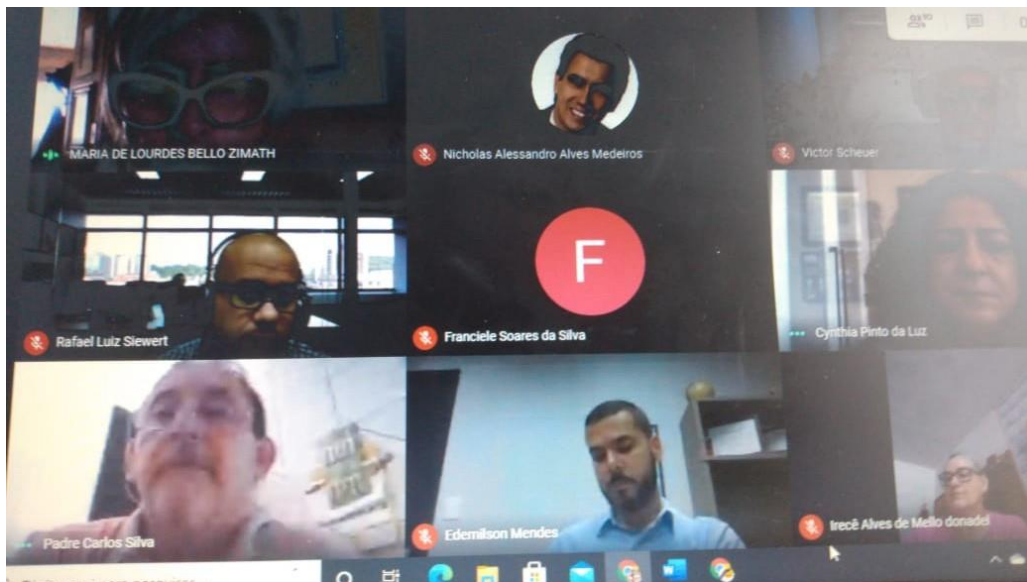 MARIA DE LOURDES BELLO ZIMATH
Nicholas Alessandro Alves Medeiros
Victor Scheuer
Rafael Luiz Siewert
F
Franciele Soares da Silva
Cynthia Pinto da Luz
Padre Carlos Silva
Edemilson Mendes
Irecê Alves de Mello donadel